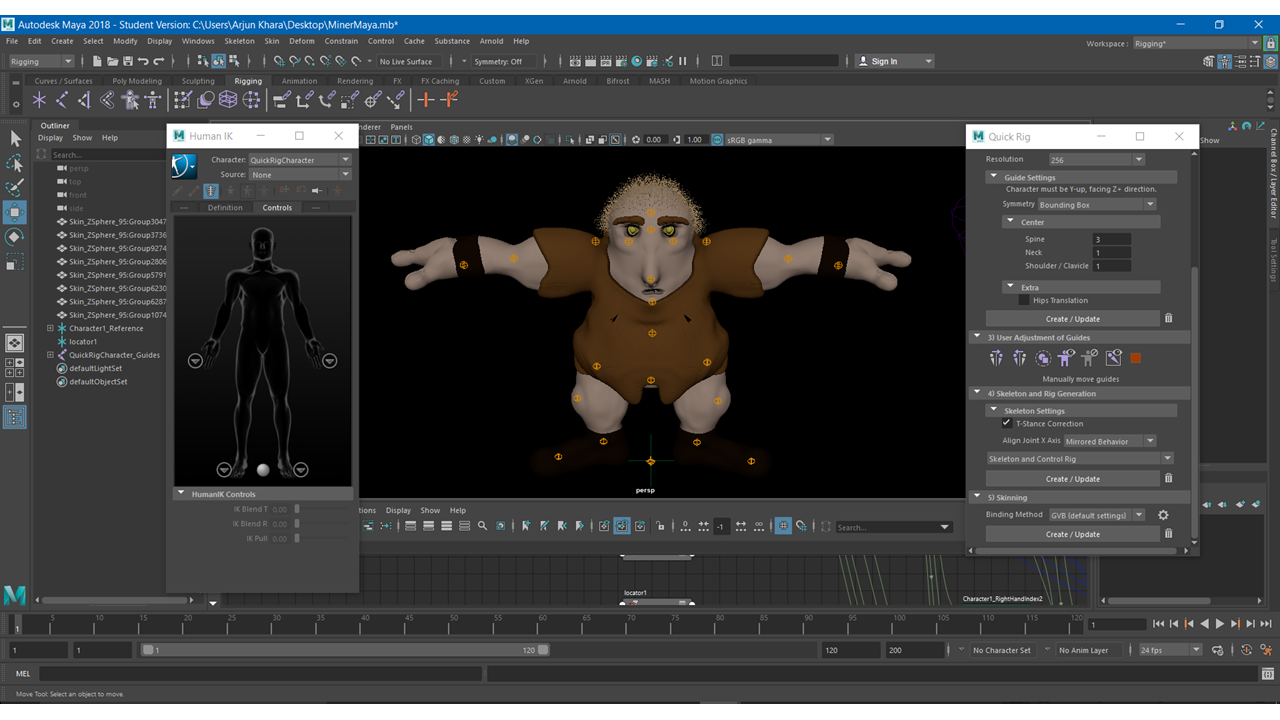 Autodesk Maya 2018 - Student Version: C:\Users\Arjun Khara\Desktop\MinerMaya.mb*
File Edit Create Select Modify Display Windows Skeleton Skin Deform Constrain Control Cache Substance Arnold Help
Workspace : Rigging*
Rigging No Live Surface Symmetry: Off Sign In
Curves / Surfaces Poly Modeling Sculpting Rigging Animation Rendering FX FX Caching Custom XGen Arnold Bifrost MASH Motion Graphics
Outliner
Display Show Help
Search...
persp
top
front
side
Skin_ZSphere_95:Group3047
Skin_ZSphere_95:Group3736
Skin_ZSphere_95:Group9274
Skin_ZSphere_95:Group2806
Skin_ZSphere_95:Group5791
Skin_ZSphere_95:Group6230
Skin_ZSphere_95:Group6287
Skin_ZSphere_95:Group1074
Character1_Reference
locator1
QuickRigCharacter_Guides
defaultLightSet
defaultObjectSet
Human IK
Character: QuickRigCharacter
Source: None
Definition Controls
HumanIK Controls
IK Blend T 0.00
IK Blend R 0.00
IK Pull 0.00
Panels
0.00 1.00 sRGB gamma
persp
Display Show Help
-1 Search...
locator1
Character1_RightHandIndex2
Quick Rig
Resolution 256
Guide Settings
Character must be Y-up, facing Z+ direction.
Symmetry Bounding Box
Center
Spine 3
Neck 1
Shoulder / Clavicle 1
Extra
Hips Translation
Create / Update
3) User Adjustment of Guides
Manually move guides
4) Skeleton and Rig Generation
Skeleton Settings
T-Stance Correction
Align Joint X Axis Mirrored Behavior
Skeleton and Control Rig
Create / Update
5) Skinning
Binding Method GVB (default settings)
Create / Update
Show
Channel Box / Layer Editor
Tool Settings
1 5 10 15 20 25 30 35 40 45 50 55 60 65 70 75 80 85 90 95 100 105 110 115 120 1
1 1 1 120 120 200 No Character Set No Anim Layer 24 fps
MEL
Move Tool: Select an object to move.